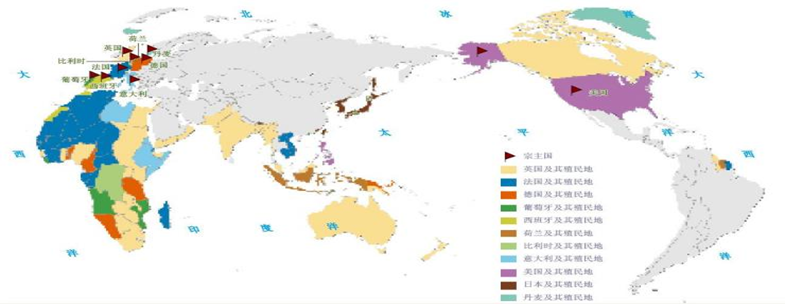 北
冰
洋
荷兰
英国
丹麦
比利时
德国
法国
葡萄牙
西班牙
意大利
大
西
洋
印
度
洋
太
平
洋
美国
大
西
洋
宗主国
英国及其殖民地
法国及其殖民地
德国及其殖民地
葡萄牙及其殖民地
西班牙及其殖民地
荷兰及其殖民地
比利时及其殖民地
意大利及其殖民地
美国及其殖民地
日本及其殖民地
丹麦及其殖民地